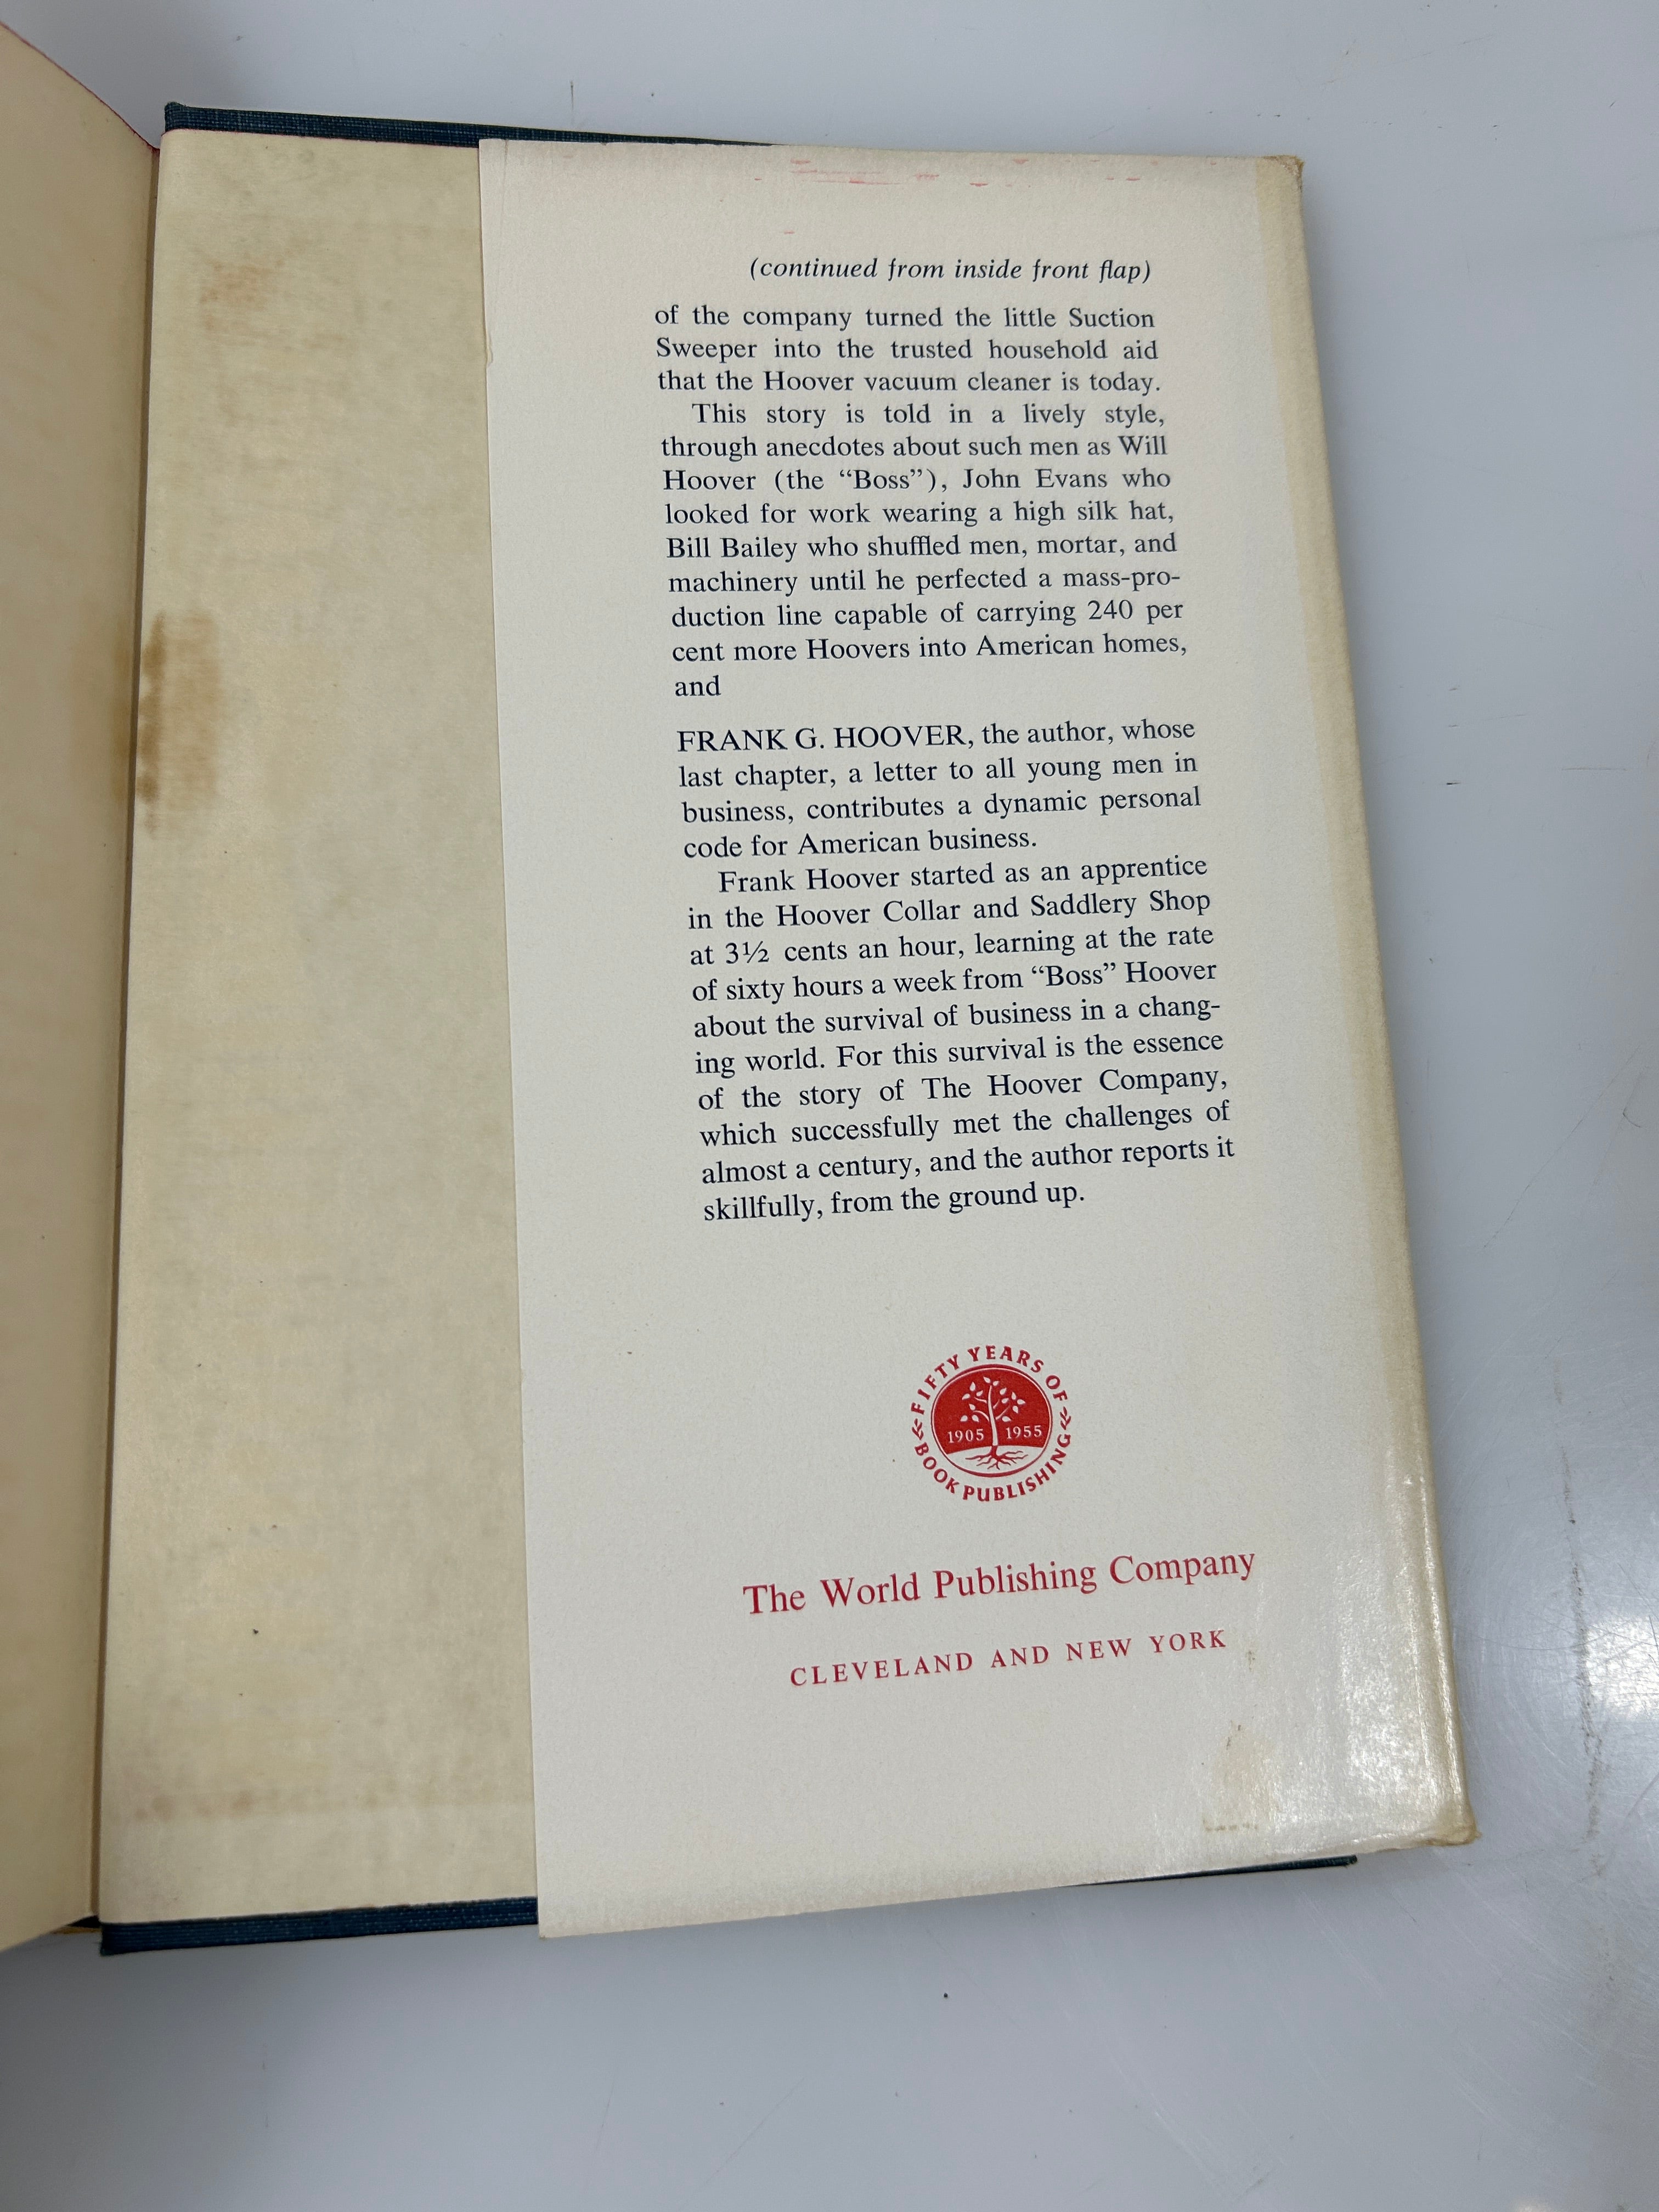 (continued from inside front flap)
of the company turned the little Suction
Sweeper into the trusted household aid
that the Hoover vacuum cleaner is today.
This story is told in a lively style,
through anecdotes about such men as Will
Hoover (the “Boss”), John Evans who
looked for work wearing a high silk hat,
Bill Bailey who shuffled men, mortar, and
machinery until he perfected a mass-pro-
duction line capable of carrying 240 per
cent more Hoovers into American homes,
and
FRANK G. HOOVER, the author, whose
last chapter, a letter to all young men in
business, contributes a dynamic personal
code for American business.
Frank Hoover started as an apprentice
in the Hoover Collar and Saddlery Shop
at 3½ cents an hour, learning at the rate
of sixty hours a week from “Boss” Hoover
about the survival of business in a chang-
ing world. For this survival is the essence
of the story of The Hoover Company,
which successfully met the challenges of
almost a century, and the author reports it
skillfully, from the ground up.
FIFTY YEARS OF
1905 1955
BOOK PUBLISHING
The World Publishing Company
CLEVELAND AND NEW YORK